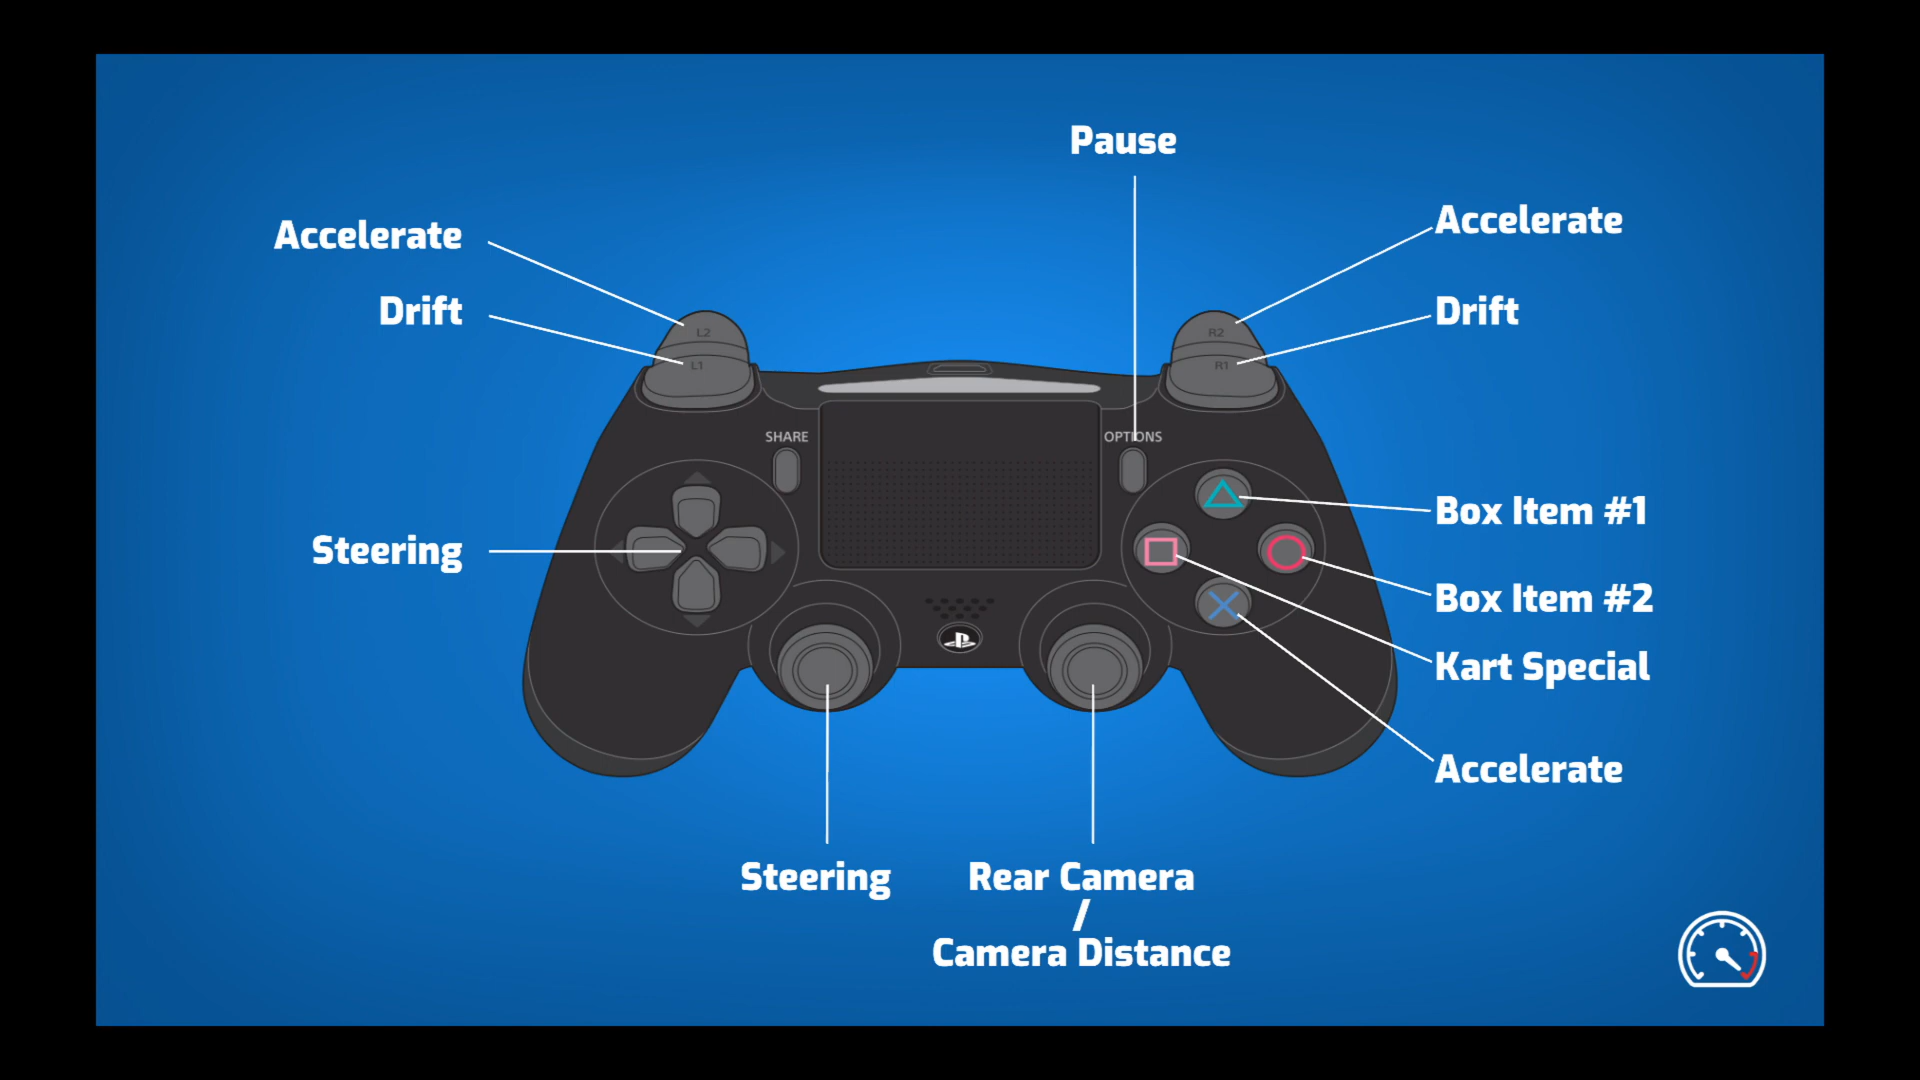 Pause
Accelerate
Accelerate
Drift
Drift
L2
R2
L1
R1
SHARE
OPTIONS
Box Item #1
Steering
Box Item #2
Kart Special
Accelerate
Steering
Rear Camera
/
Camera Distance